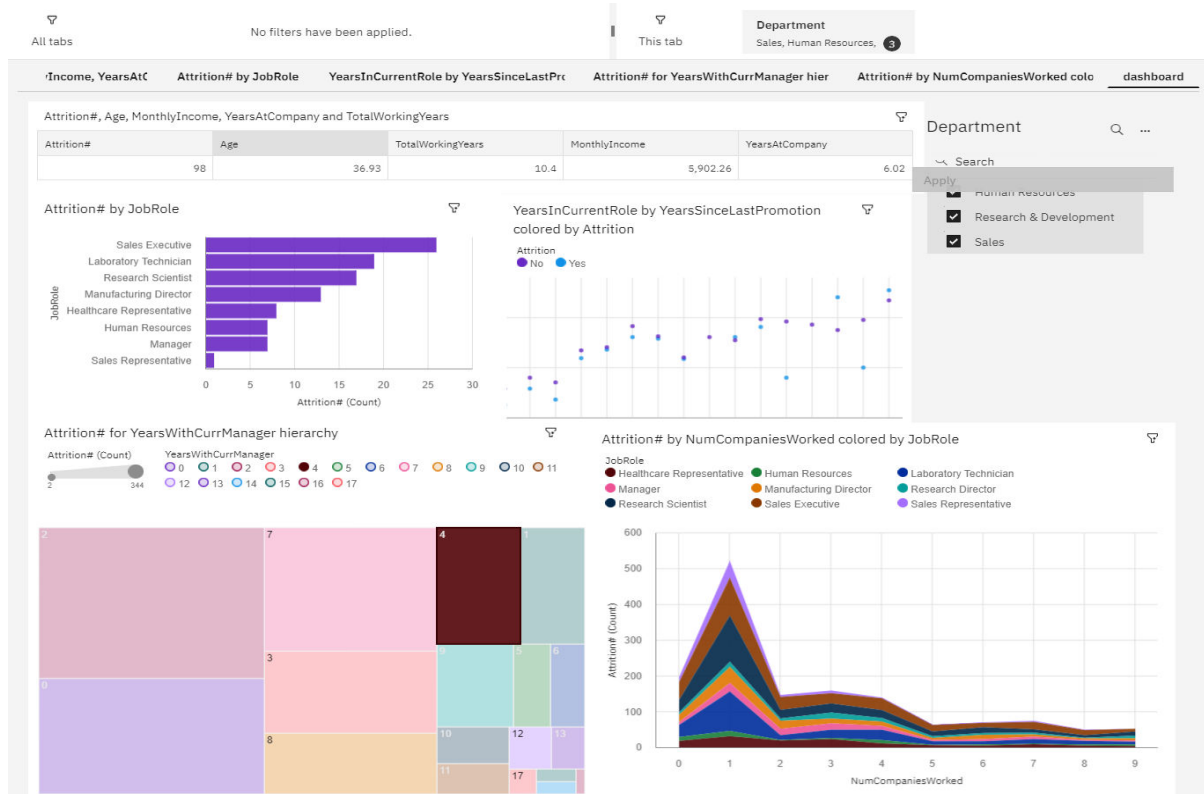 All tabs
No filters have been applied.
This tab
Department
Sales, Human Resources, 3
Attrition# by JobRole
YearsInCurrentRole by YearsSinceLastPr
Attrition# for YearsWithCurrManager hier
Attrition# by NumCompaniesWorked colo
dashboard
Attrition#, Age, MonthlyIncome, YearsAtCompany and TotalWorkingYears
Attrition# Age TotalWorkingYears MonthlyIncome YearsAtCompany
98 36.93 10.4 5,902.26 6.02
Department
...
Search
Apply
Human Resources
Research & Development
Sales
Attrition# by JobRole
JobRole
Sales Executive
Laboratory Technician
Research Scientist
Manufacturing Director
Healthcare Representative
Human Resources
Manager
Sales Representative
0 5 10 15 20 25 30
Attrition# (Count)
YearsInCurrentRole by YearsSinceLastPromotion
colored by Attrition
Attrition
No Yes
Attrition# for YearsWithCurrManager hierarchy
Attrition# (Count)
2 344
YearsWithCurrManager
0 1 2 3 4 5 6 7 8 9 10 11
12 13 14 15 16 17
2 7 4 1
3 9 5 6
0 8 10 12 13
11 17
Attrition# by NumCompaniesWorked colored by JobRole
JobRole
Healthcare Representative Human Resources Laboratory Technician
Manager Manufacturing Director Research Director
Research Scientist Sales Executive Sales Representative
Attrition# (Count)
600
500
400
300
200
100
0
0 1 2 3 4 5 6 7 8 9
NumCompaniesWorked